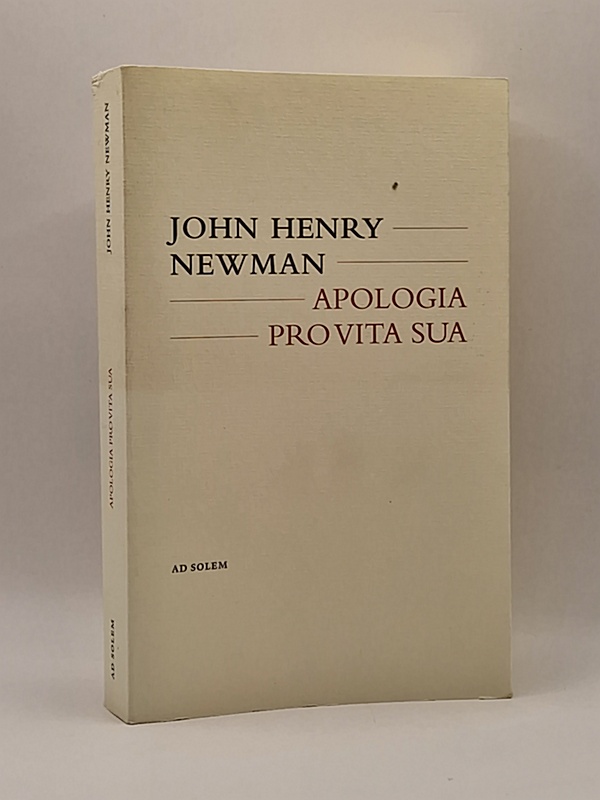 JOHN HENRY
NEWMAN
APOLOGIA
PRO VITA SUA
AD SOLEM
JOHN HENRY NEWMAN
APOLOGIA PRO VITA SUA
AD SOLEM